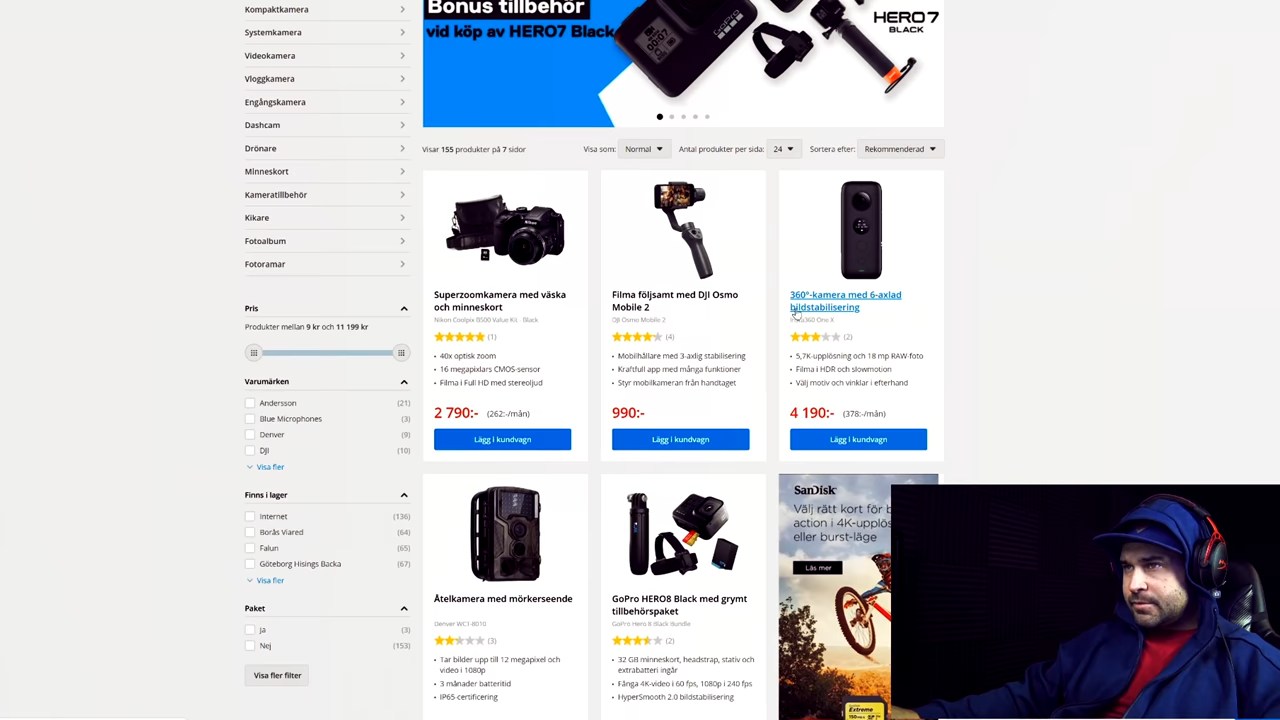 Kompaktkamera
Systemkamera
Videokamera
Vloggkamera
Engångskamera
Dashcam
Drönare
Minneskort
Kameratillbehör
Kikare
Fotoalbum
Fotoramar
Pris
Produkter mellan 9 kr och 11 199 kr
Varumärken
Andersson (21)
Blue Microphones (3)
Denver (9)
DJI (10)
Visa fler
Finns i lager
Internet (136)
Borås Viared (64)
Falun (65)
Göteborg Hisings Backa (67)
Visa fler
Paket
Ja (3)
Nej (153)
Visa fler filter
Bonus tillbehör
vid köp av HERO7 Black
HERO7
BLACK
Visar 155 produkter på 7 sidor Visa som: Normal Antal produkter per sida: 24 Sortera efter: Rekommenderad
Superzoomkamera med väska
och minneskort
Nikon Coolpix B500 Value Kit - Black
(1)
• 40x optisk zoom
• 16 megapixlars CMOS-sensor
• Filma i Full HD med stereoljud
2 790:- (262:-/mån)
Lägg i kundvagn
Filma följsamt med DJI Osmo
Mobile 2
DJI Osmo Mobile 2
(4)
• Mobilhållare med 3-axlig stabilisering
• Kraftfull app med många funktioner
• Styr mobilkameran från handtaget
990:-
Lägg i kundvagn
360°-kamera med 6-axlad
bildstabilisering
One X
(2)
• 5,7K-upplösning och 18 mp RAW-foto
• Filma i HDR och slowmotion
• Välj motiv och vinklar i efterhand
4 190:- (378:-/mån)
Lägg i kundvagn
Åtelkamera med mörkerseende
Denver WCT-8010
(3)
• Tar bilder upp till 12 megapixel och
video i 1080p
• 3 månader batteritid
• IP65-certificering
GoPro HERO8 Black med grymt
tillbehörspaket
GoPro Hero 8 Black Bundle
(2)
• 32 GB minneskort, headstrap, stativ och
extrabatteri ingår
• Fånga 4K-video i 60 fps, 1080p i 240 fps
• HyperSmooth 2.0 bildstabilisering
SanDisk
Välj rätt kort för
action i 4K-upplös
eller burst-läge
Läs mer
Extreme